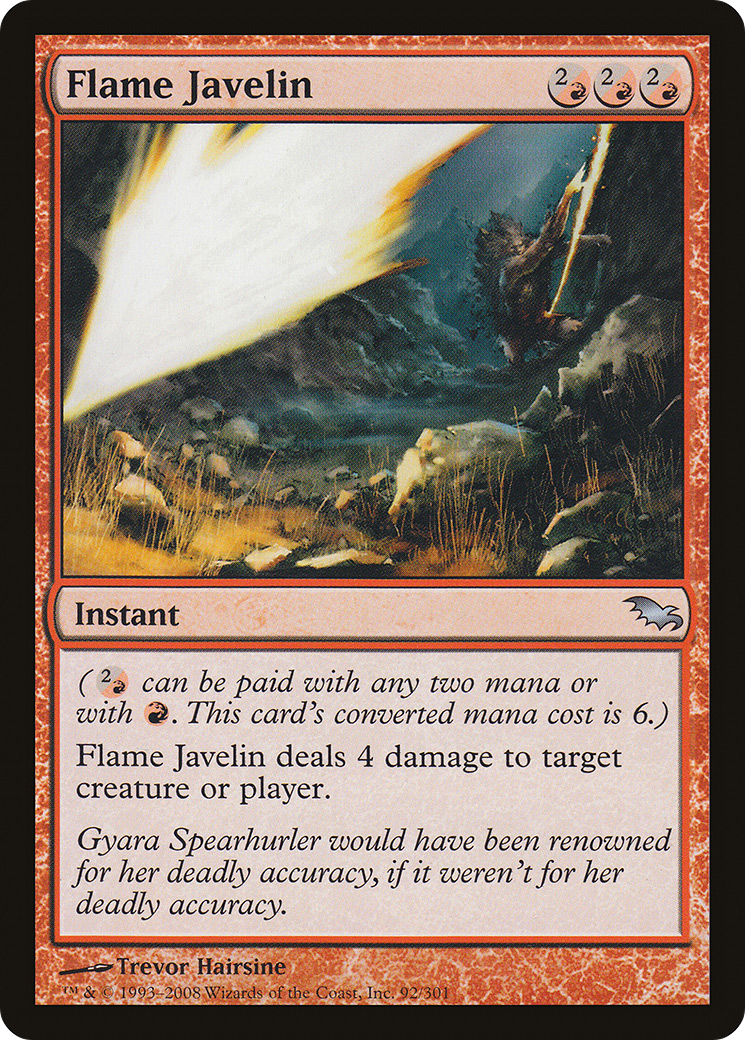 Flame Javelin 2 2 2
Instant
( 2 can be paid with any two mana or
with . This card's converted mana cost is 6.)
Flame Javelin deals 4 damage to target
creature or player.
Gyara Spearhurler would have been renowned
for her deadly accuracy, if it weren't for her
deadly accuracy.
Trevor Hairsine
™ & © 1993–2008 Wizards of the Coast, Inc. 92/301